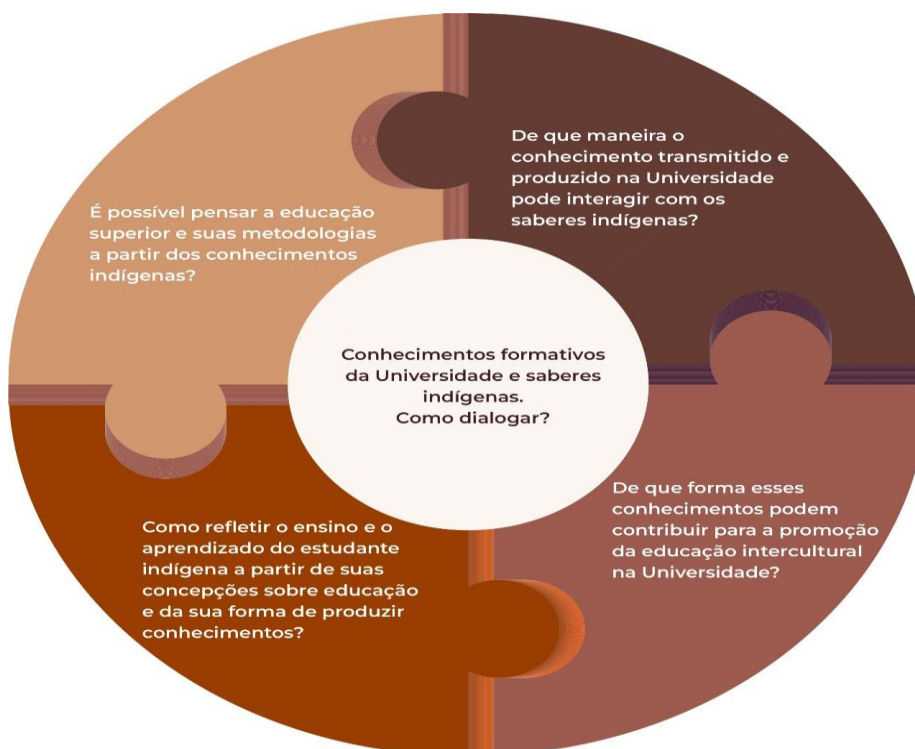 É possível pensar a educação
superior e suas metodologias
a partir dos conhecimentos
indígenas?
De que maneira o
conhecimento transmitido e
produzido na Universidade
pode interagir com os
saberes indígenas?
Conhecimentos formativos
da Universidade e saberes
indígenas.
Como dialogar?
Como refletir o ensino e o
aprendizado do estudante
indígena a partir de suas
concepções sobre educação
e da sua forma de produzir
conhecimentos?
De que forma esses
conhecimentos podem
contribuir para a promoção
da educação intercultural
na Universidade?